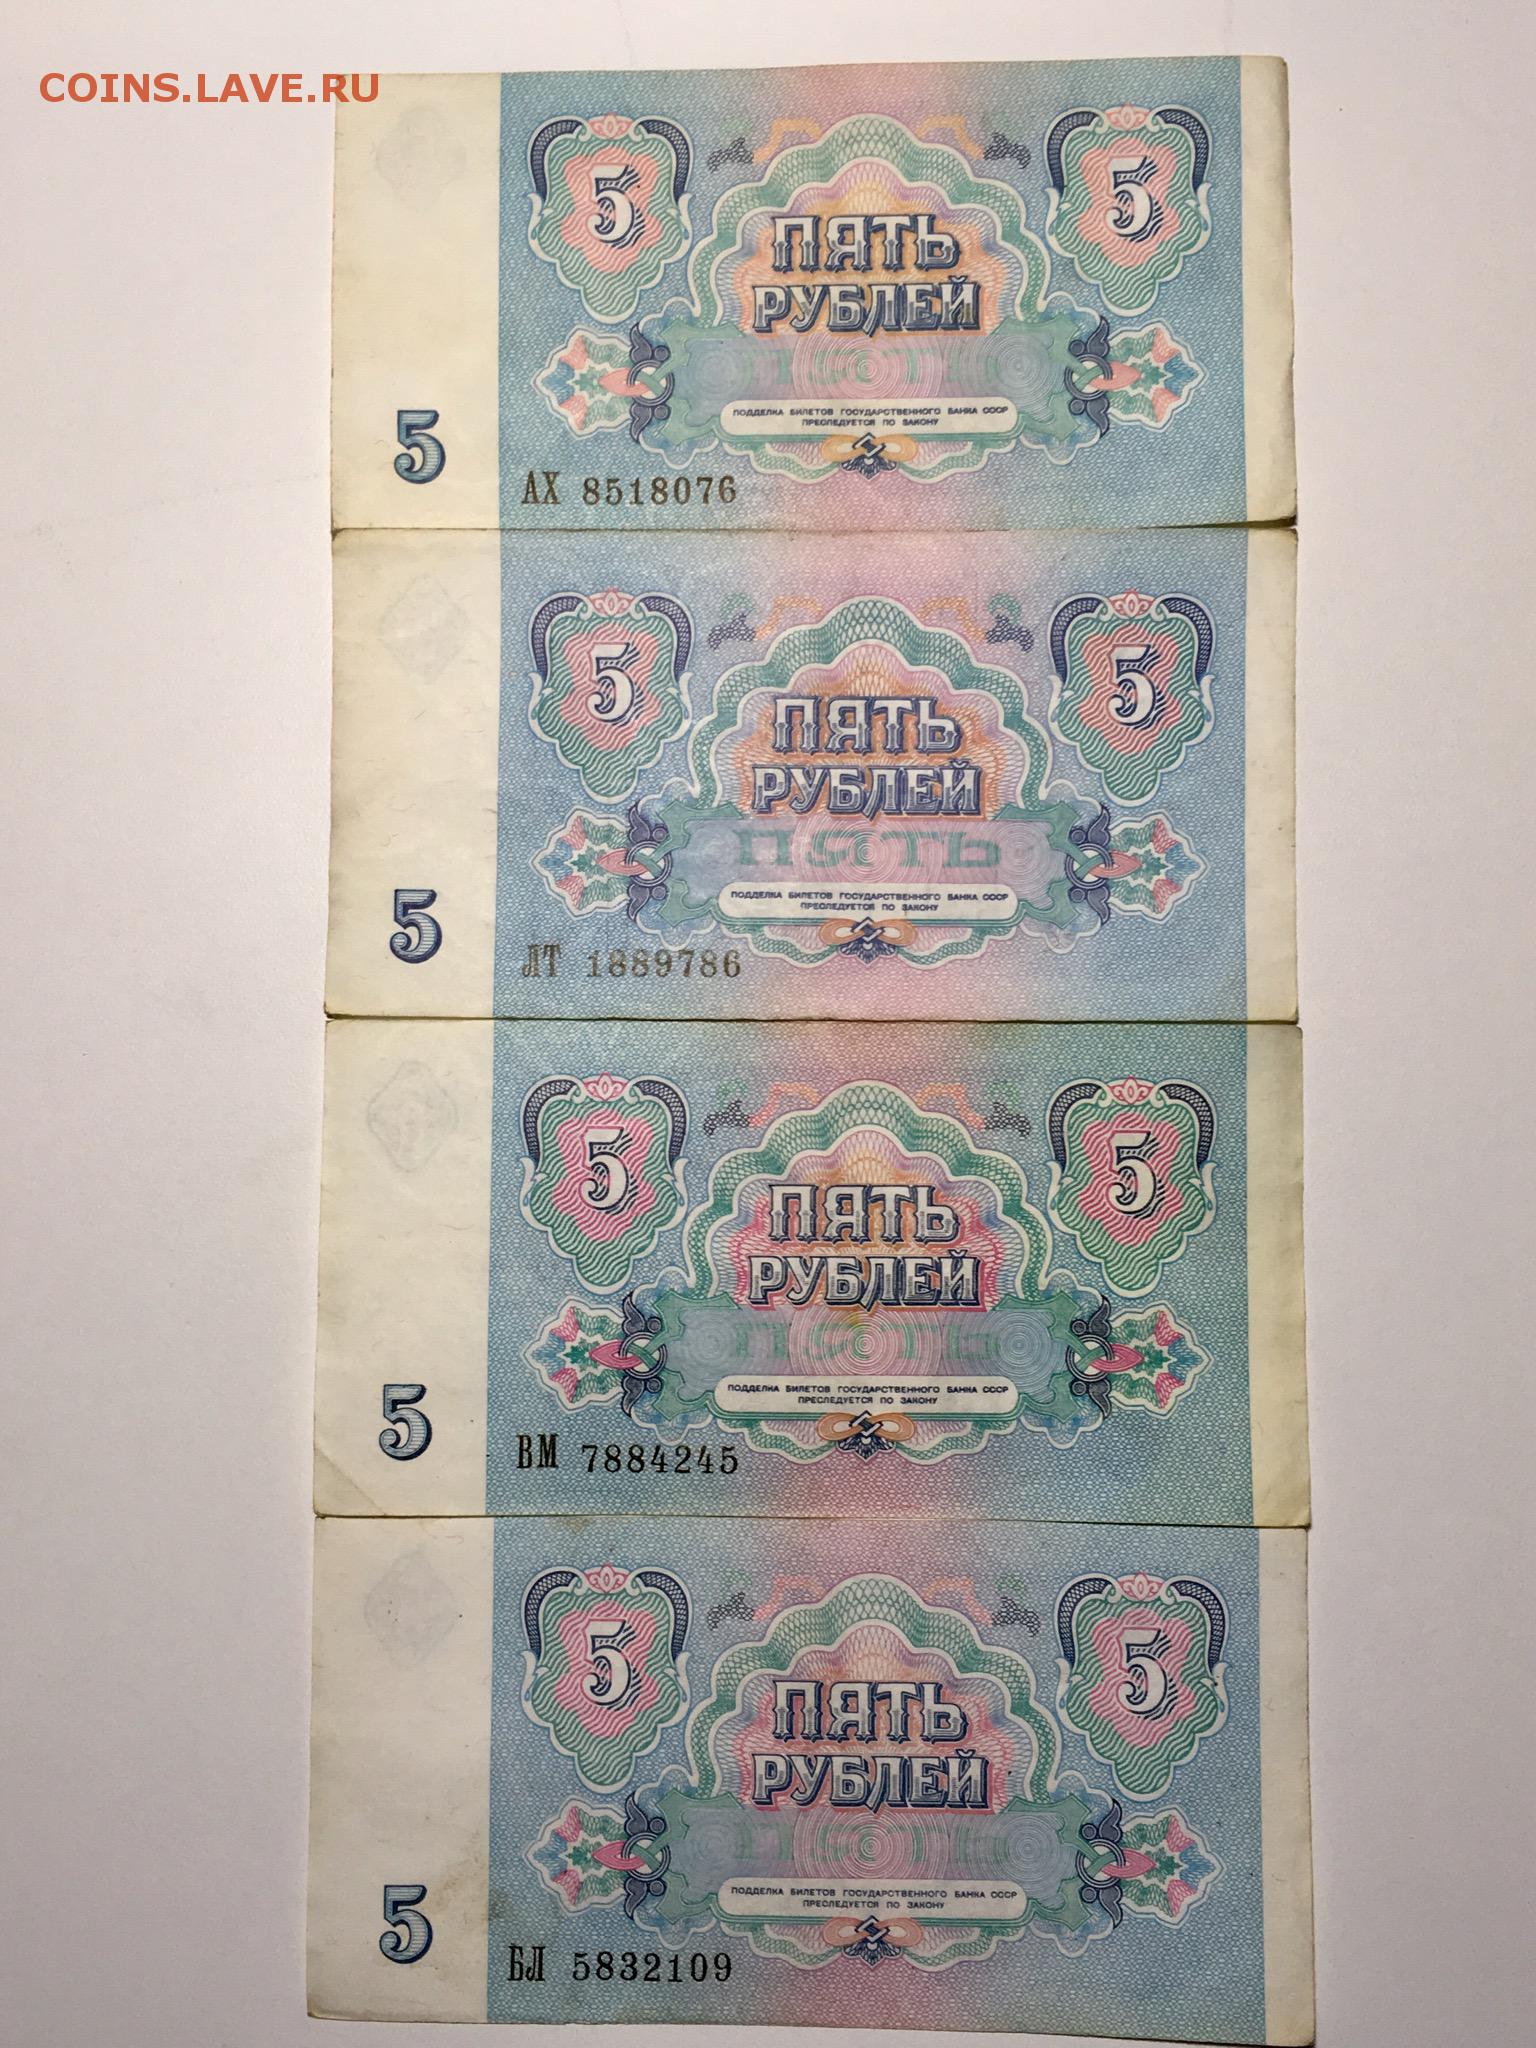 COINS.LAVE.RU
5 5
ПЯТЬ
РУБЛЕЙ
ПОДДЕЛКА БИЛЕТОВ ГОСУДАРСТВЕННОГО БАНКА СССР
ПРЕСЛЕДУЕТСЯ ПО ЗАКОНУ
5
АХ 8518076
5 5
ПЯТЬ
РУБЛЕЙ
ПЯТЬ
ПОДДЕЛКА БИЛЕТОВ ГОСУДАРСТВЕННОГО БАНКА СССР
ПРЕСЛЕДУЕТСЯ ПО ЗАКОНУ
5
ЛТ 1889786
5 5
ПЯТЬ
РУБЛЕЙ
ПОДДЕЛКА БИЛЕТОВ ГОСУДАРСТВЕННОГО БАНКА СССР
ПРЕСЛЕДУЕТСЯ ПО ЗАКОНУ
5
ВМ 7884245
5 5
ПЯТЬ
РУБЛЕЙ
ПОДДЕЛКА БИЛЕТОВ ГОСУДАРСТВЕННОГО БАНКА СССР
ПРЕСЛЕДУЕТСЯ ПО ЗАКОНУ
5
БЛ 5832109